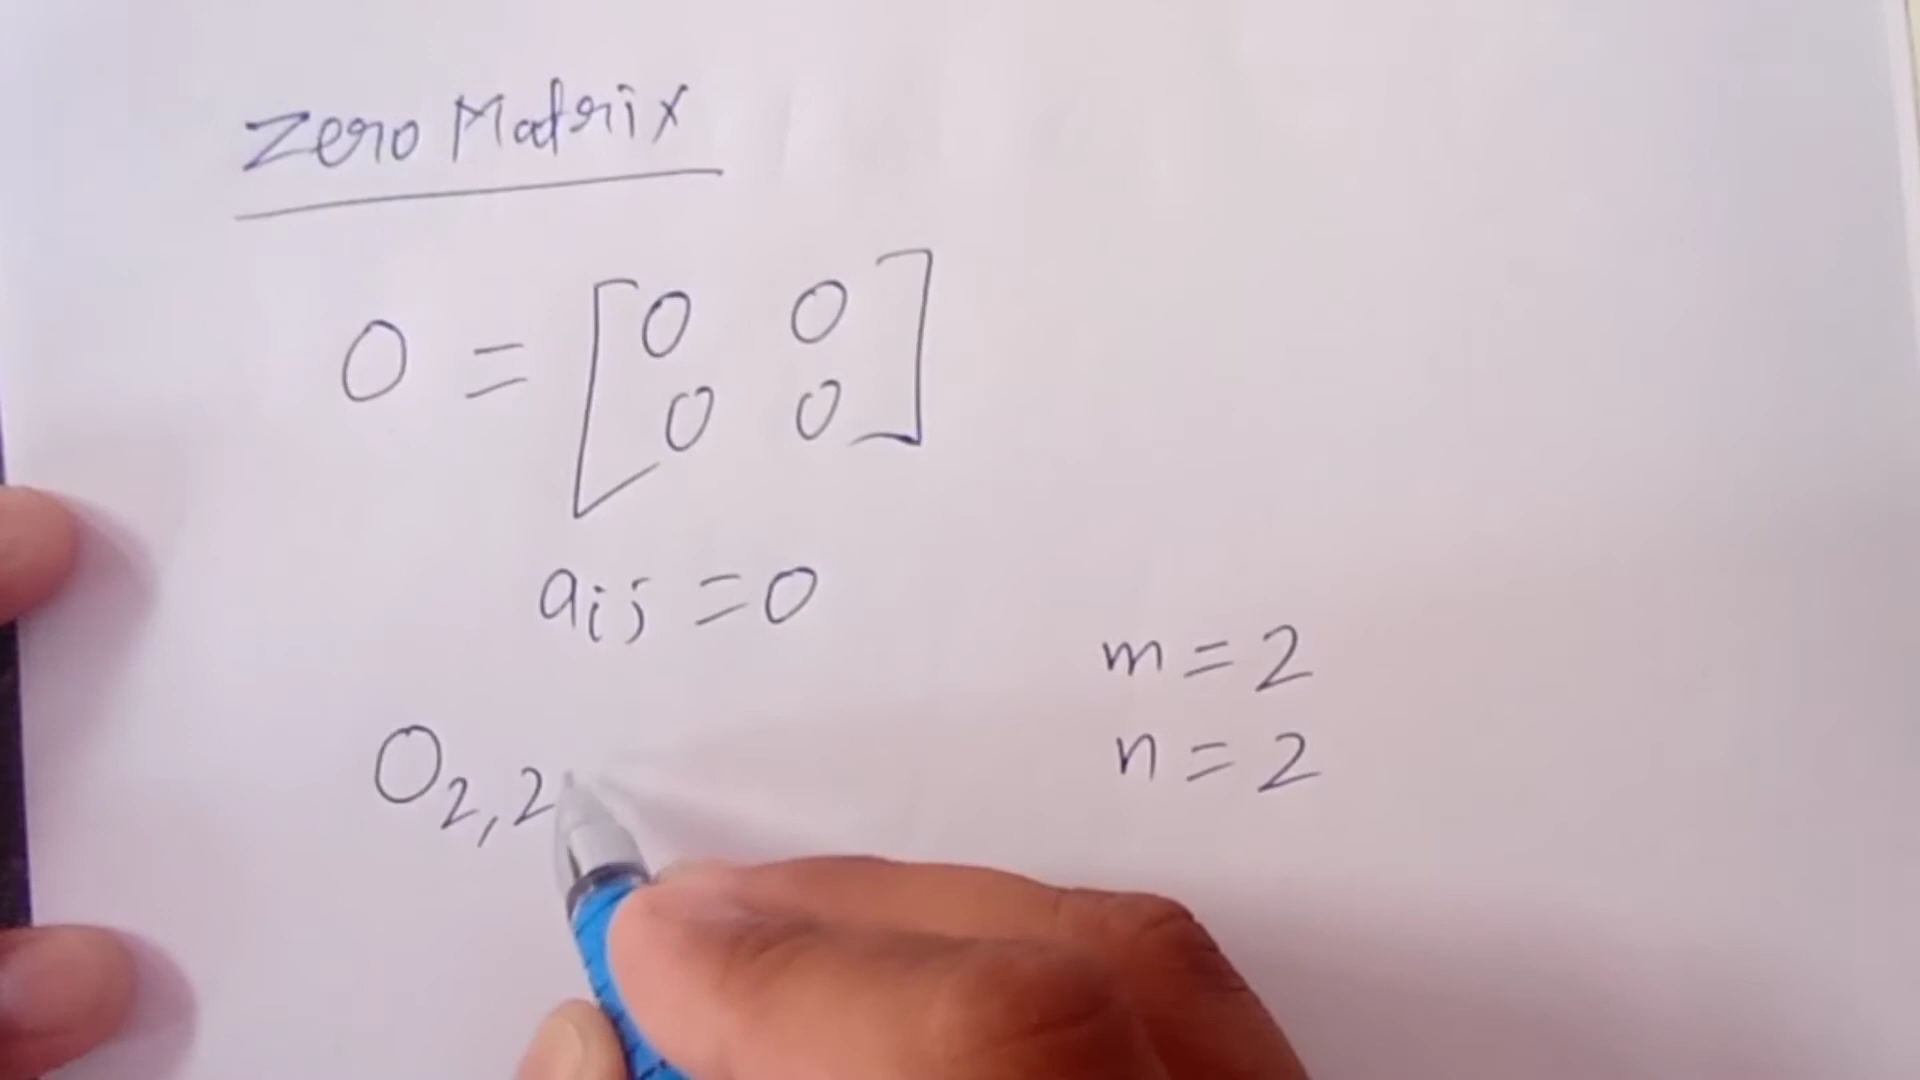 Zero Matrix
O = [0 0
0 0]
aij = 0
m = 2
O2,2
n = 2